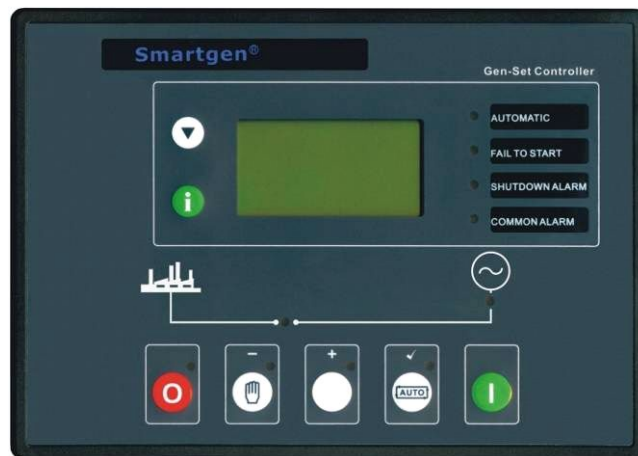 Smartgen®
Gen-Set Controller
AUTOMATIC
FAIL TO START
i
SHUTDOWN ALARM
COMMON ALARM
− + ✓
O AUTO I